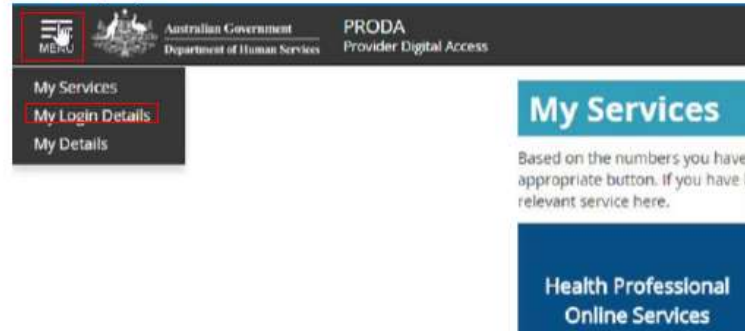 MENU
Australian Government
Department of Human Services
PRODA
Provider Digital Access
My Services
My Login Details
My Details
My Services
Based on the numbers you have
appropriate button. If you have
relevant service here.
Health Professional
Online Services